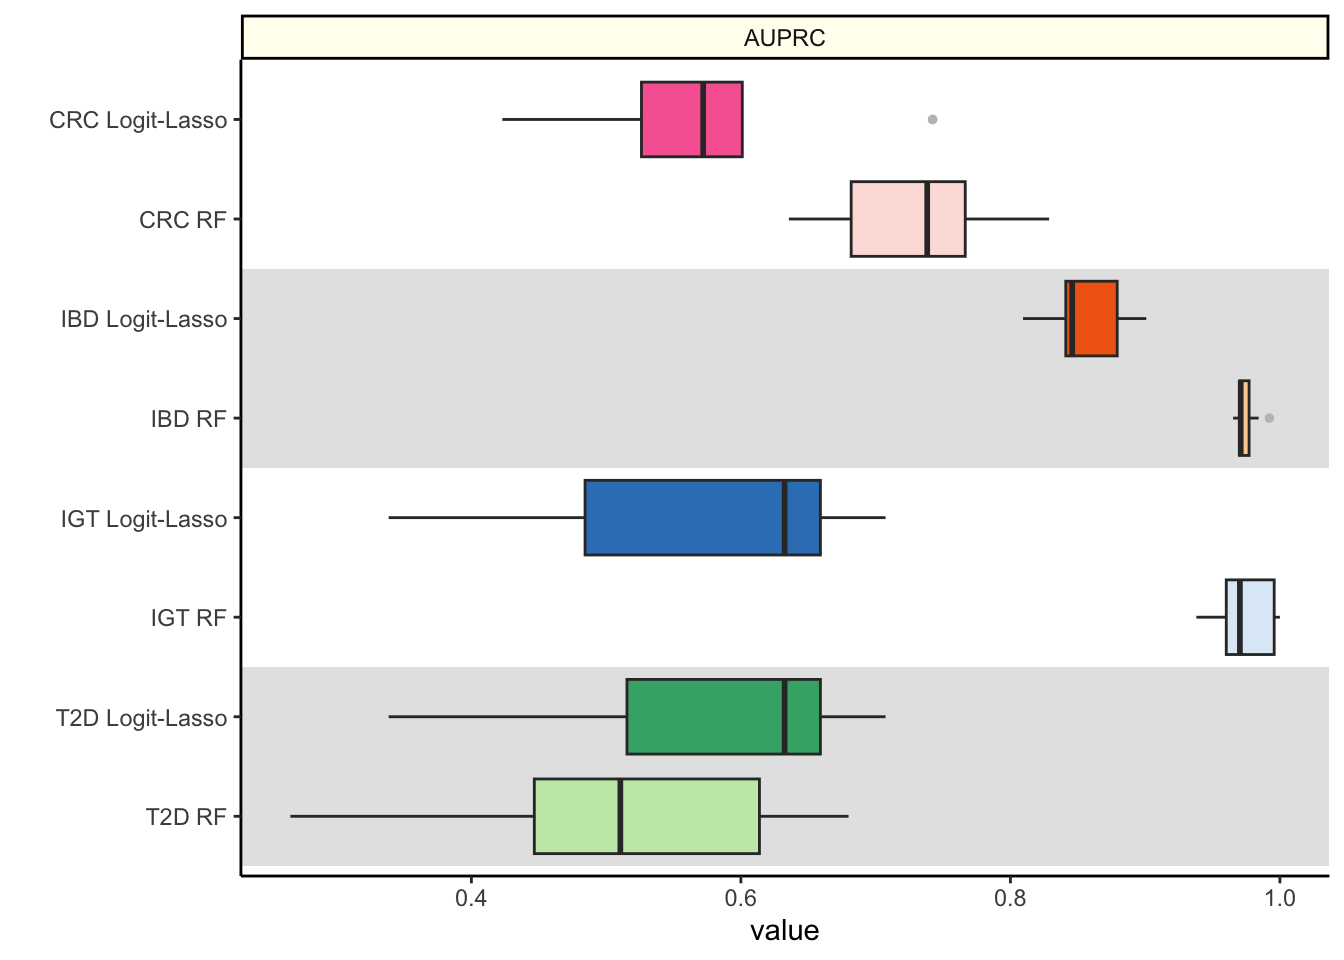 AUPRC
CRC Logit-Lasso
CRC RF
IBD Logit-Lasso
IBD RF
IGT Logit-Lasso
IGT RF
T2D Logit-Lasso
T2D RF
0.4 0.6 0.8 1.0
value